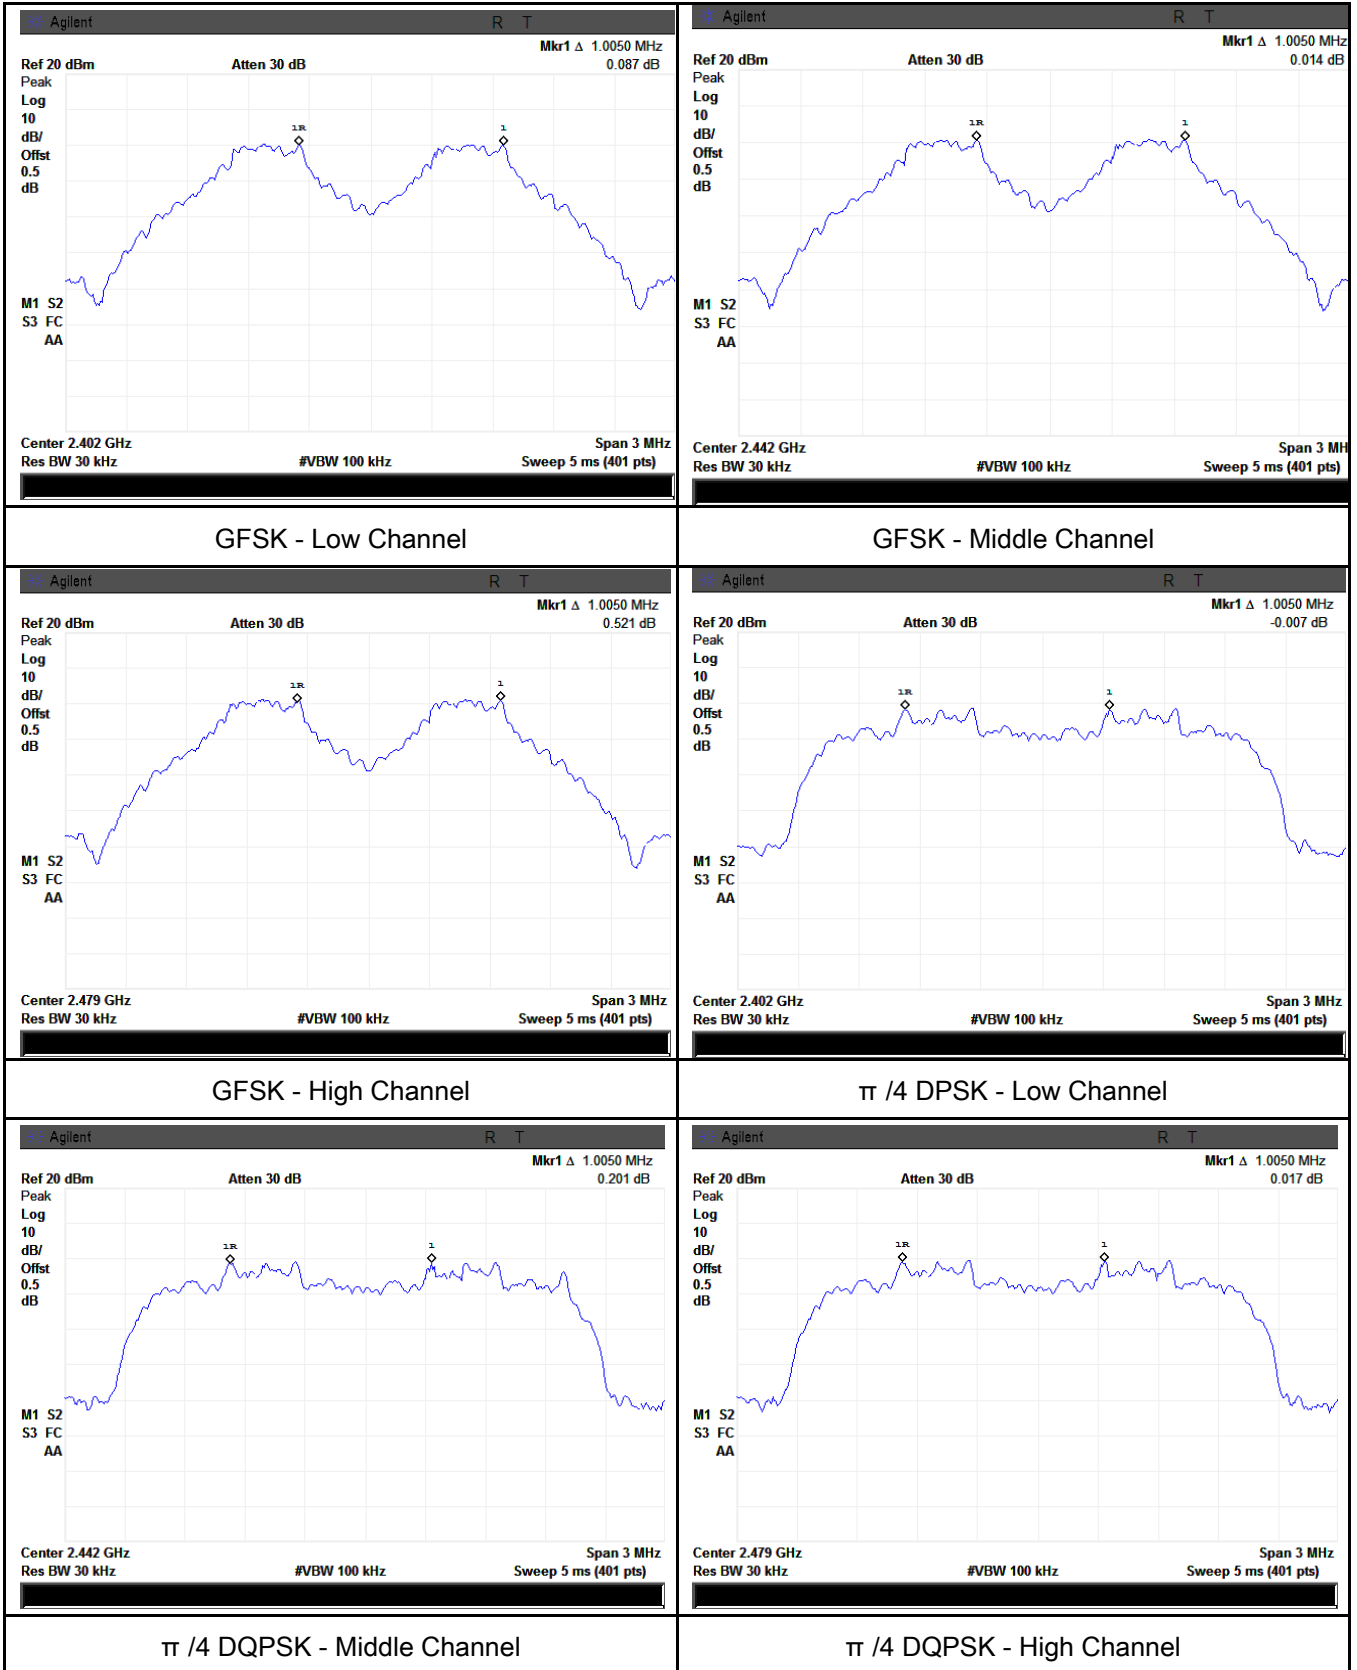 Agilent R T
Mkr1 Δ 1.0050 MHz
Ref 20 dBm Atten 30 dB 0.087 dB
Peak
Log
10
dB/
Offst
0.5
dB
1R 1
M1 S2
S3 FC
AA
Center 2.402 GHz Span 3 MHz
Res BW 30 kHz #VBW 100 kHz Sweep 5 ms (401 pts)
GFSK - Low Channel
Agilent R T
Mkr1 Δ 1.0050 MHz
Ref 20 dBm Atten 30 dB 0.014 dB
Peak
Log
10
dB/
Offst
0.5
dB
1R 1
M1 S2
S3 FC
AA
Center 2.442 GHz Span 3 MH
Res BW 30 kHz #VBW 100 kHz Sweep 5 ms (401 pts)
GFSK - Middle Channel
Agilent R T
Mkr1 Δ 1.0050 MHz
Ref 20 dBm Atten 30 dB 0.521 dB
Peak
Log
10
dB/
Offst
0.5
dB
1R 1
M1 S2
S3 FC
AA
Center 2.479 GHz Span 3 MHz
Res BW 30 kHz #VBW 100 kHz Sweep 5 ms (401 pts)
GFSK - High Channel
Agilent R T
Mkr1 Δ 1.0050 MHz
Ref 20 dBm Atten 30 dB -0.007 dB
Peak
Log
10
dB/
Offst
0.5
dB
1R 1
M1 S2
S3 FC
AA
Center 2.402 GHz Span 3 MHz
Res BW 30 kHz #VBW 100 kHz Sweep 5 ms (401 pts)
π /4 DPSK - Low Channel
Agilent R T
Mkr1 Δ 1.0050 MHz
Ref 20 dBm Atten 30 dB 0.201 dB
Peak
Log
10
dB/
Offst
0.5
dB
1R 1
M1 S2
S3 FC
AA
Center 2.442 GHz Span 3 MHz
Res BW 30 kHz #VBW 100 kHz Sweep 5 ms (401 pts)
π /4 DQPSK - Middle Channel
Agilent R T
Mkr1 Δ 1.0050 MHz
Ref 20 dBm Atten 30 dB 0.017 dB
Peak
Log
10
dB/
Offst
0.5
dB
1R 1
M1 S2
S3 FC
AA
Center 2.479 GHz Span 3 MHz
Res BW 30 kHz #VBW 100 kHz Sweep 5 ms (401 pts)
π /4 DQPSK - High Channel